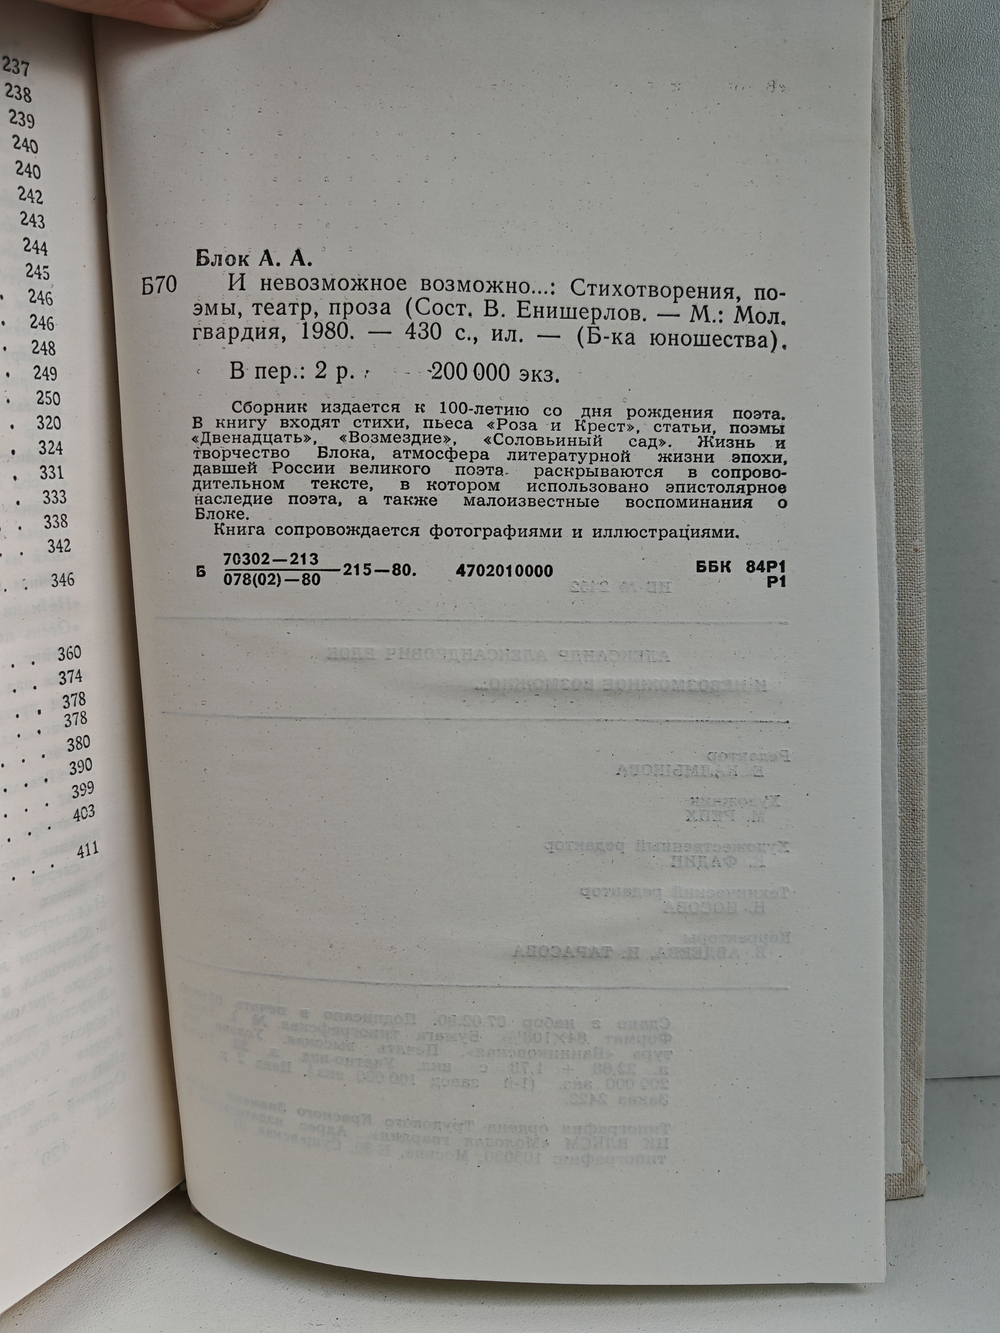 237
238
239
240
240
242
243
244
245
. 246
. 246
. 248
. 249
. 250
. 320
. 324
. 331
. 333
. . 338
. . 342
. . 346
. . 360
. . 374
. . 378
. . 378
. . 380
. . . 390
. . . 399
. . . 403
. . . 411
Блок А. А.
Б70 И невозможное возможно...: Стихотворения, по-
эмы, театр, проза (Сост. В. Енишерлов. — М.: Мол.
гвардия, 1980. — 430 с., ил. — (Б-ка юношества).
В пер.: 2 р. 200 000 экз.
Сборник издается к 100-летию со дня рождения поэта.
В книгу входят стихи, пьеса «Роза и Крест», статьи, поэмы
«Двенадцать», «Возмездие», «Соловьиный сад». Жизнь и
творчество Блока, атмосфера литературной жизни эпохи,
давшей России великого поэта раскрываются в сопрово-
дительном тексте, в котором использовано эпистолярное
наследие поэта, а также малоизвестные воспоминания о
Блоке.
Книга сопровождается фотографиями и иллюстрациями.
70302—213
Б 215—80. 4702010000 ББК 84Р1
078(02)—80 Р1